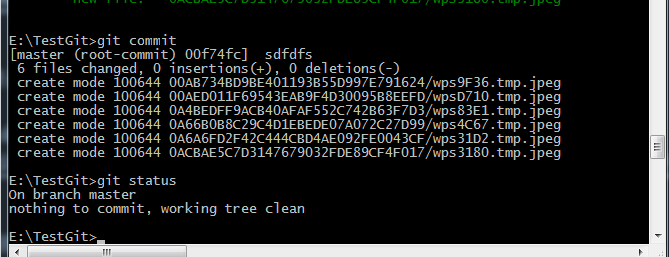 new file: 0ACBAE5C7D3147679032FDE89CF4F017/wps3180.tmp.jpeg
E:\TestGit>git commit
[master (root-commit) 00f74fc]  sdfdfs
 6 files changed, 0 insertions(+), 0 deletions(-)
 create mode 100644 00AB734BD9BE401193B55D997E791624/wps9F36.tmp.jpeg
 create mode 100644 00AED011F69543EAB9F4D30095B8EEFD/wpsD710.tmp.jpeg
 create mode 100644 0A4BEDFF9ACB40AFAF552C742B63F7D3/wps83E1.tmp.jpeg
 create mode 100644 0A66B0B8C29C4D1EBEDE07A072C27D99/wps4C67.tmp.jpeg
 create mode 100644 0A6A6FD2F42C444CBD4AE092FE0043CF/wps31D2.tmp.jpeg
 create mode 100644 0ACBAE5C7D3147679032FDE89CF4F017/wps3180.tmp.jpeg
E:\TestGit>git status
On branch master
nothing to commit, working tree clean
E:\TestGit>